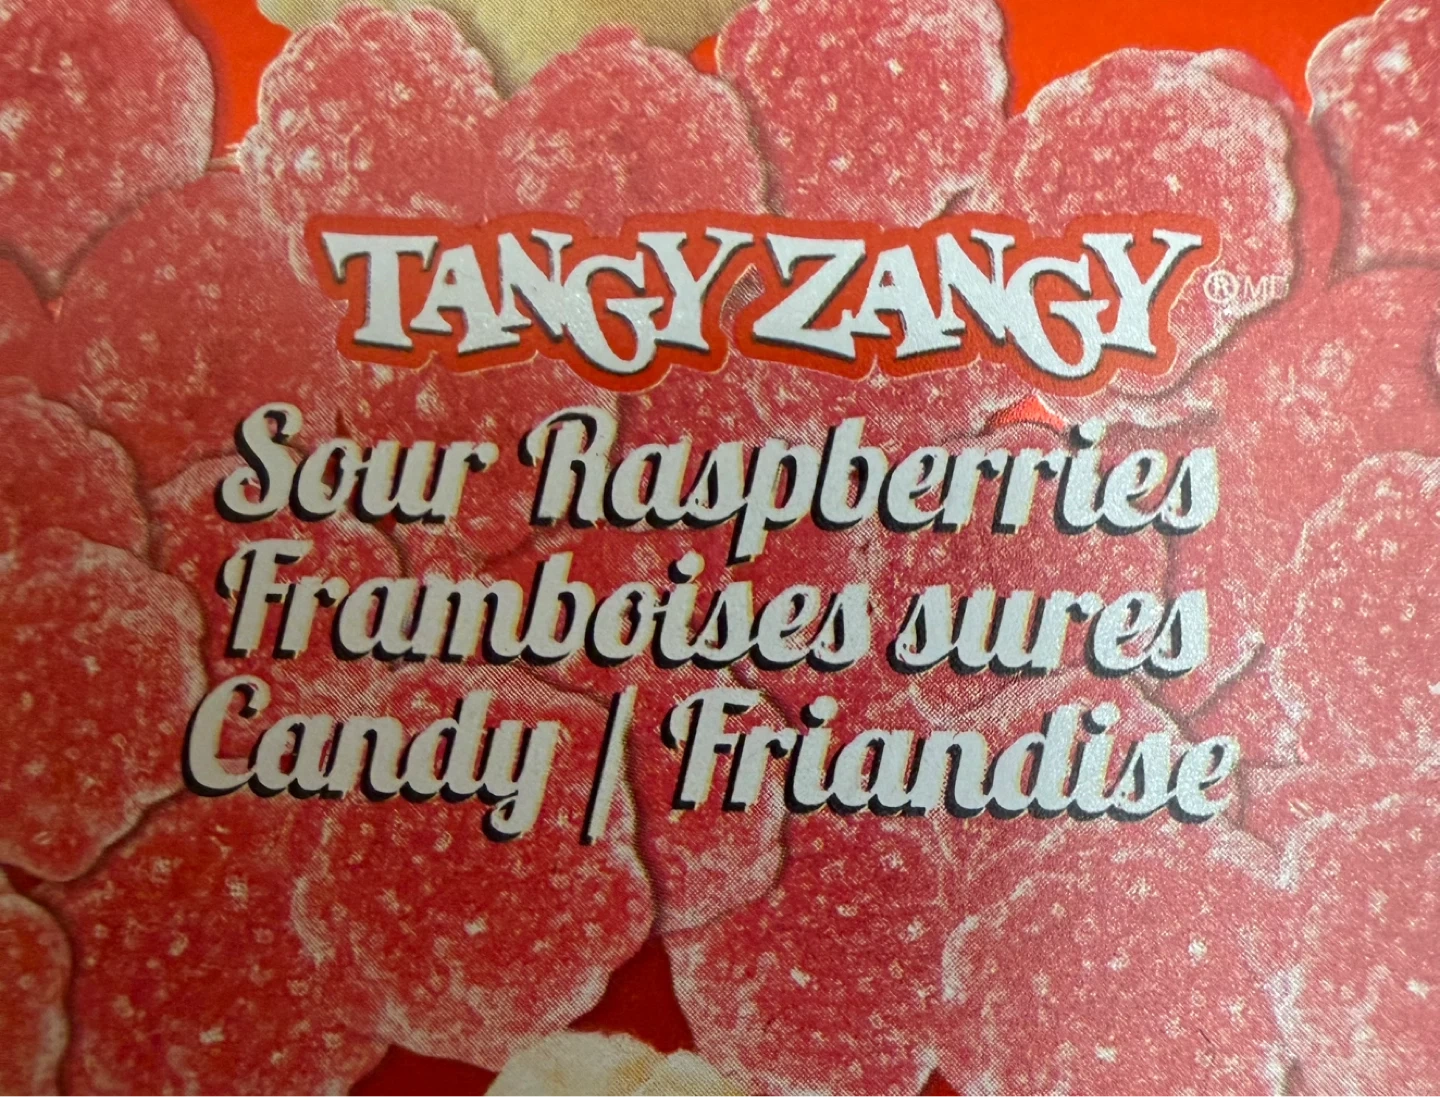 TANGY ZANGY ®MD
Sour Raspberries
Framboises sures
Candy | Friandise